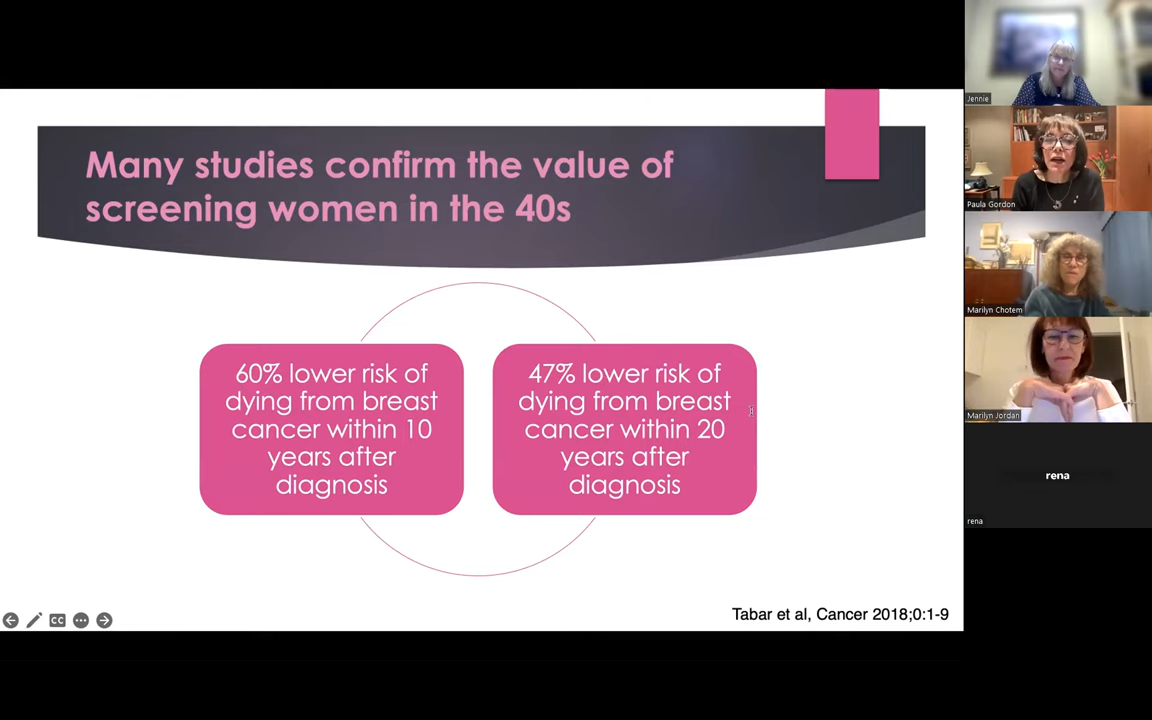 Many studies confirm the value of
screening women in the 40s
60% lower risk of
dying from breast
cancer within 10
years after
diagnosis
47% lower risk of
dying from breast
cancer within 20
years after
diagnosis
Tabar et al, Cancer 2018;0:1-9
CC
Jennie
Paula Gordon
Marilyn Chotem
Marilyn Jordan
rena
rena